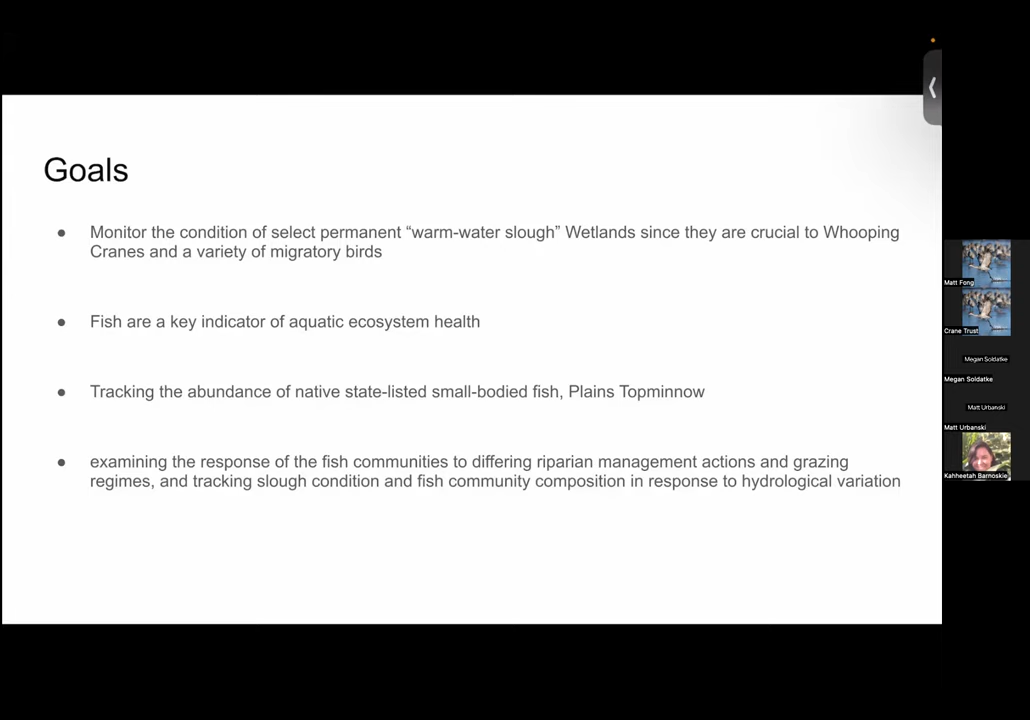 Goals
● Monitor the condition of select permanent “warm-water slough” Wetlands since they are crucial to Whooping
Cranes and a variety of migratory birds
● Fish are a key indicator of aquatic ecosystem health
● Tracking the abundance of native state-listed small-bodied fish, Plains Topminnow
● examining the response of the fish communities to differing riparian management actions and grazing
regimes, and tracking slough condition and fish community composition in response to hydrological variation
Matt Fong
Crane Trust
Megan Soldatke
Megan Soldatke
Matt Urbanski
Matt Urbanski
Kahheetah Barnoskie